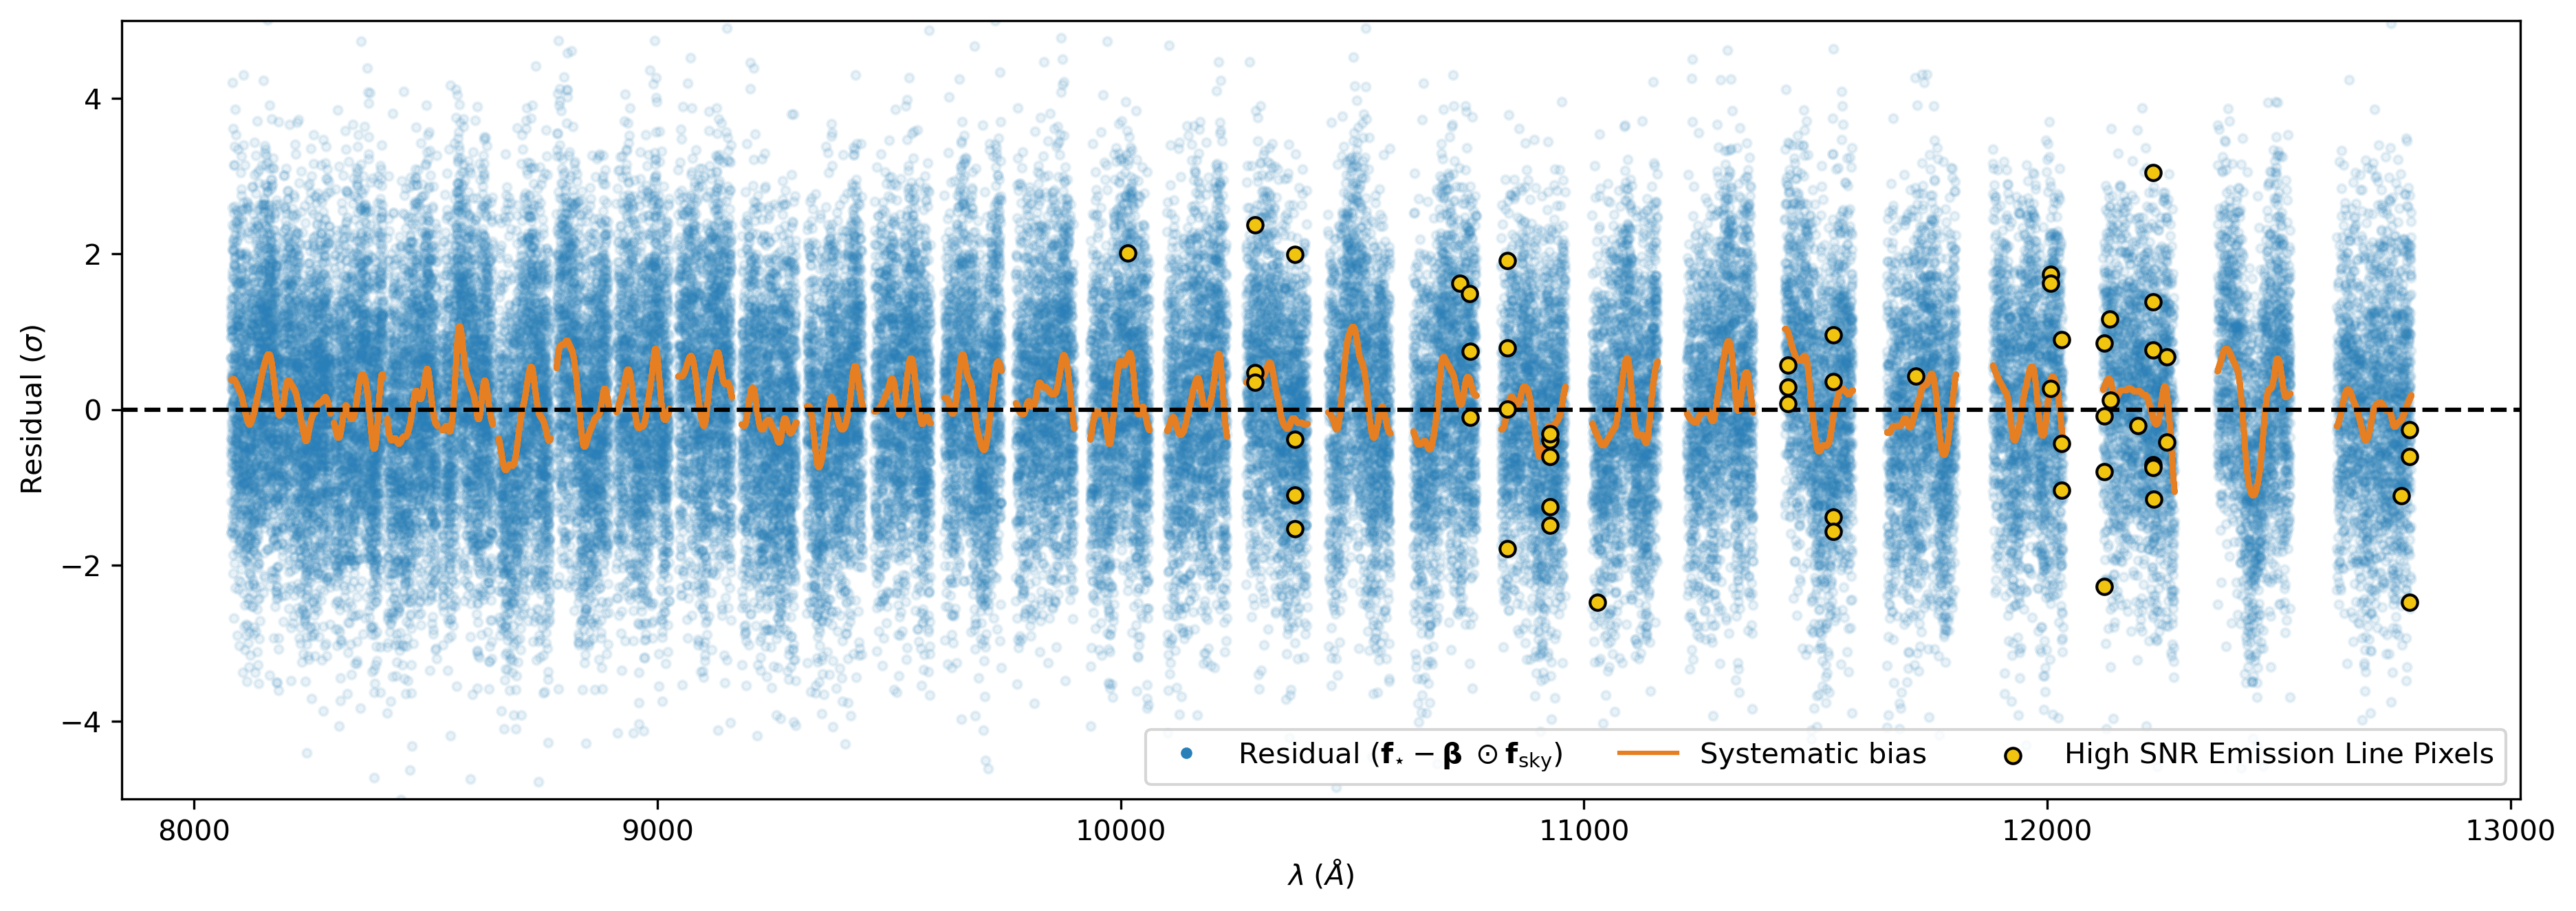 Residual (σ)
4
2
0
−2
−4
Residual (f⋆ − β ⊙ fsky)
Systematic bias
High SNR Emission Line Pixels
8000
9000
10000
11000
12000
13000
λ (Å)